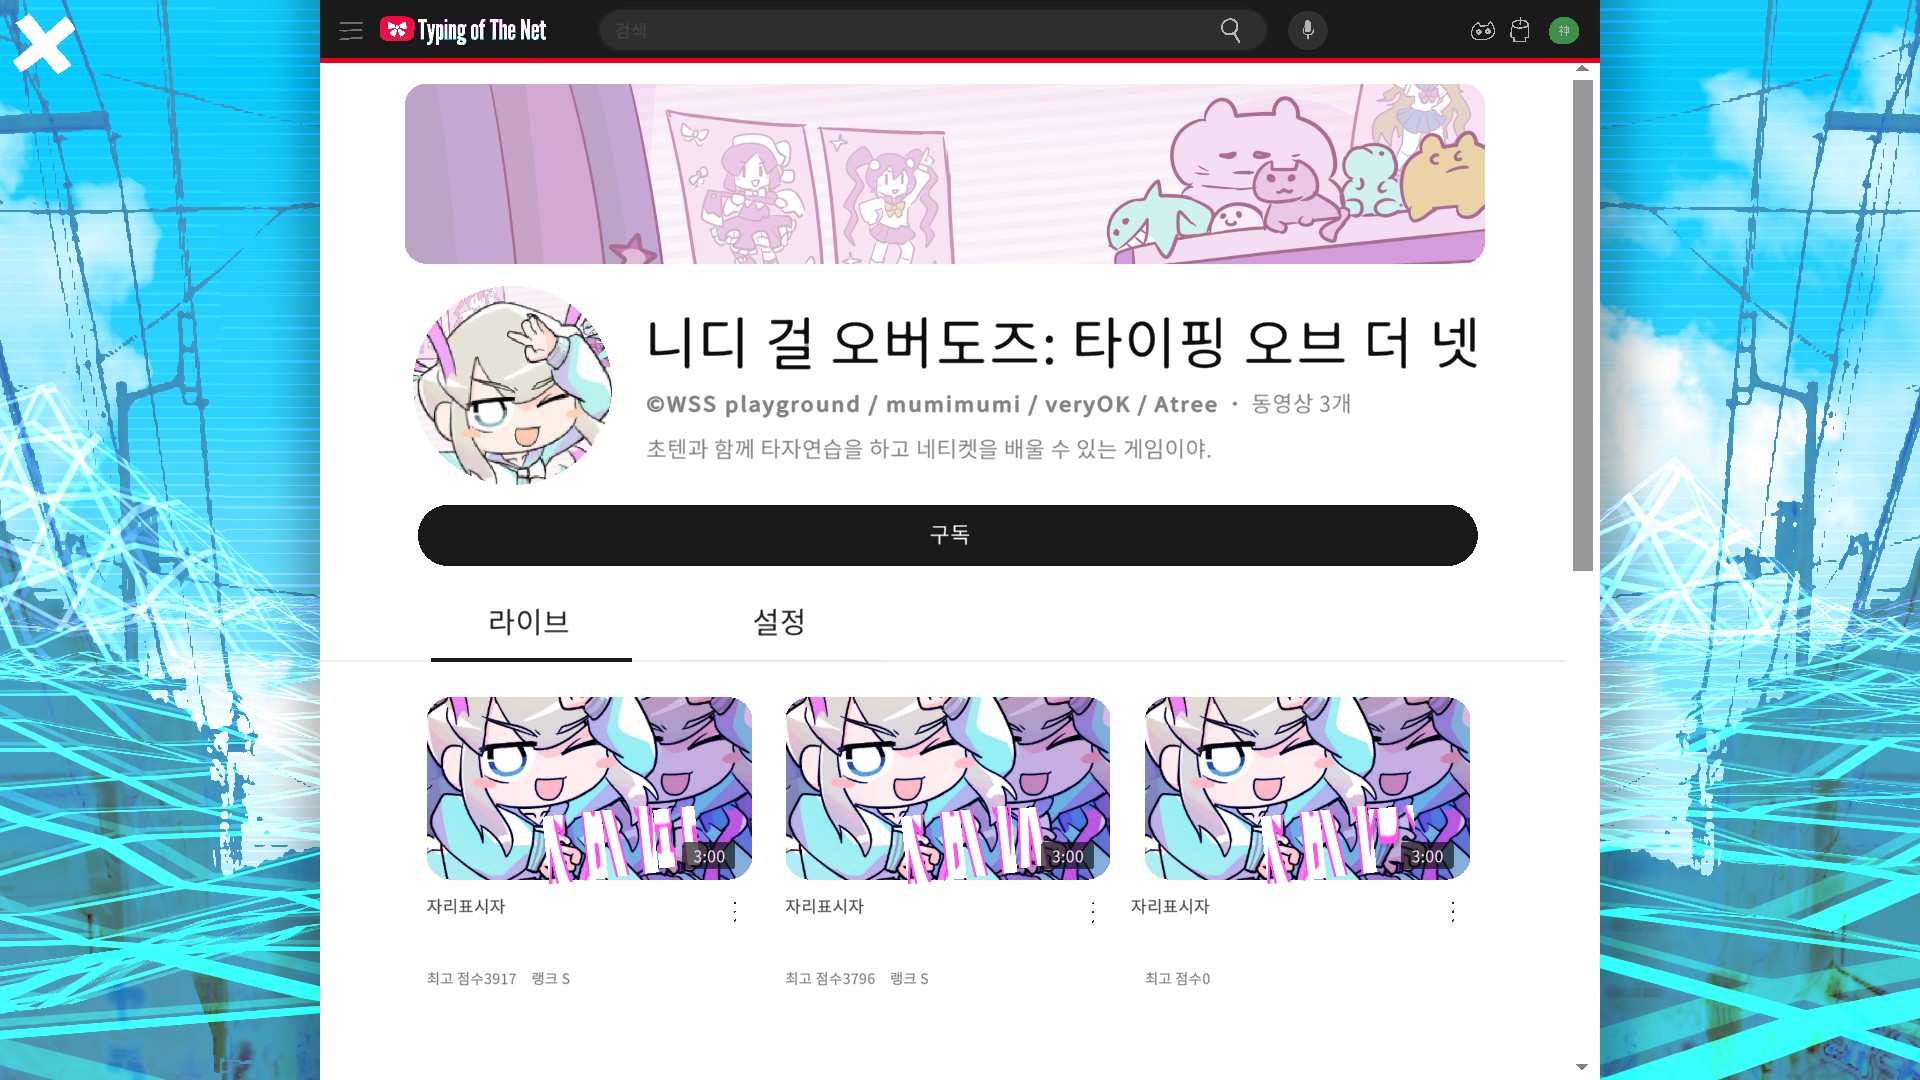 Typing of The Net
검색
神
니디 걸 오버도즈: 타이핑 오브 더 넷
©WSS playground / mumimumi / veryOK / Atree ・ 동영상 3개
초텐과 함께 타자연습을 하고 네티켓을 배울 수 있는 게임이야.
구독
라이브 설정
3:00 3:00 3:00
자리표시자 자리표시자 자리표시자
최고 점수3917 랭크 S 최고 점수3796 랭크 S 최고 점수0